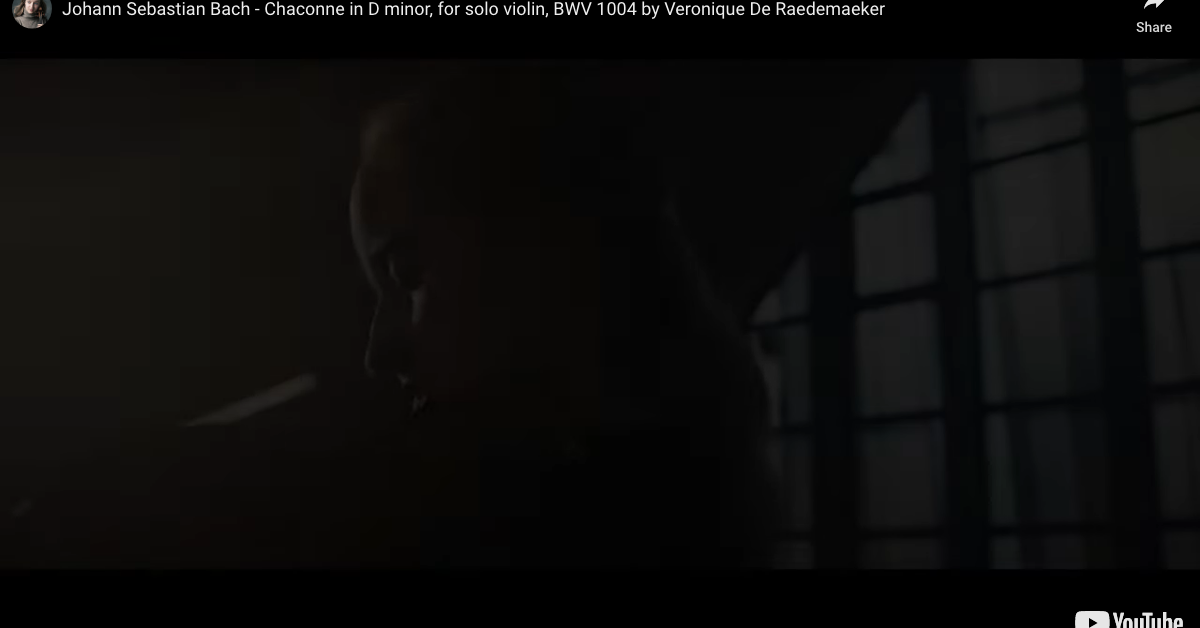 Johann Sebastian Bach - Chaconne in D minor, for solo violin, BWV 1004 by Veronique De Raedemaeker
Share
YouTube